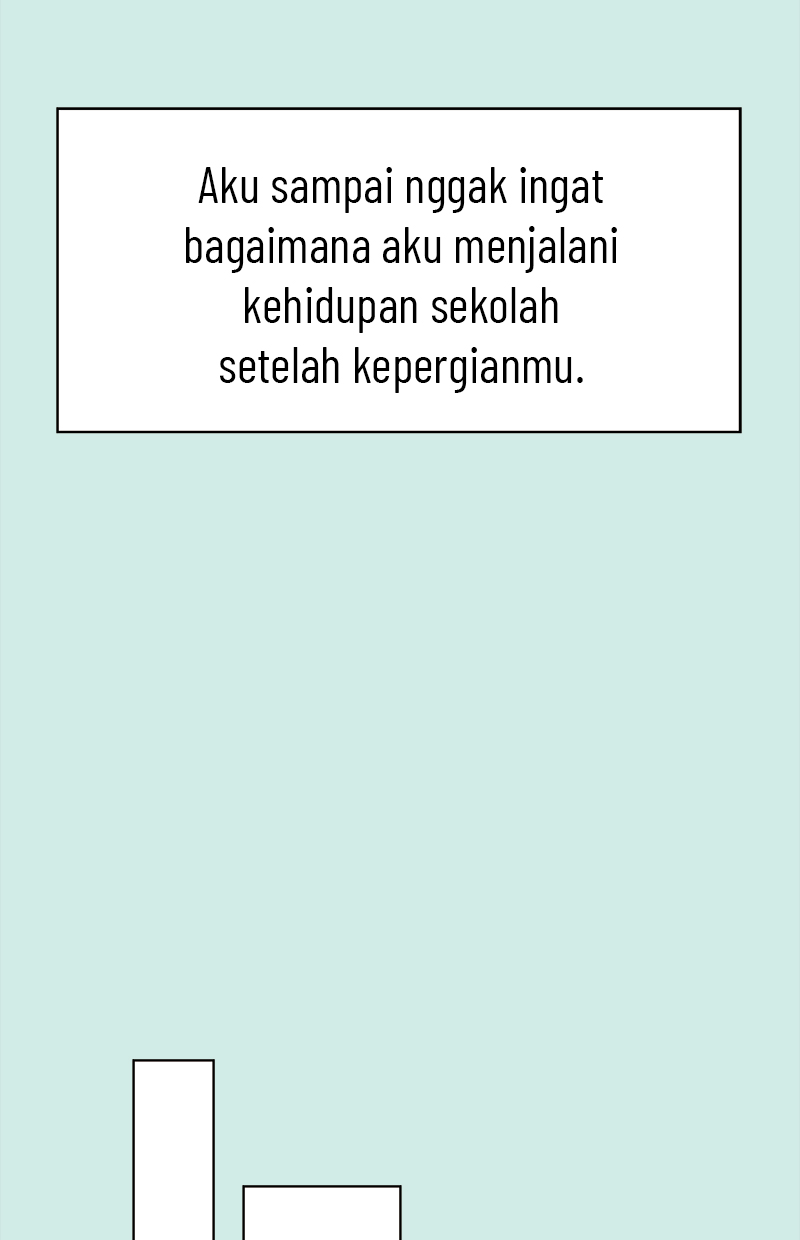 Aku sampai nggak ingat
bagaimana aku menjalani
kehidupan sekolah
setelah kepergianmu.